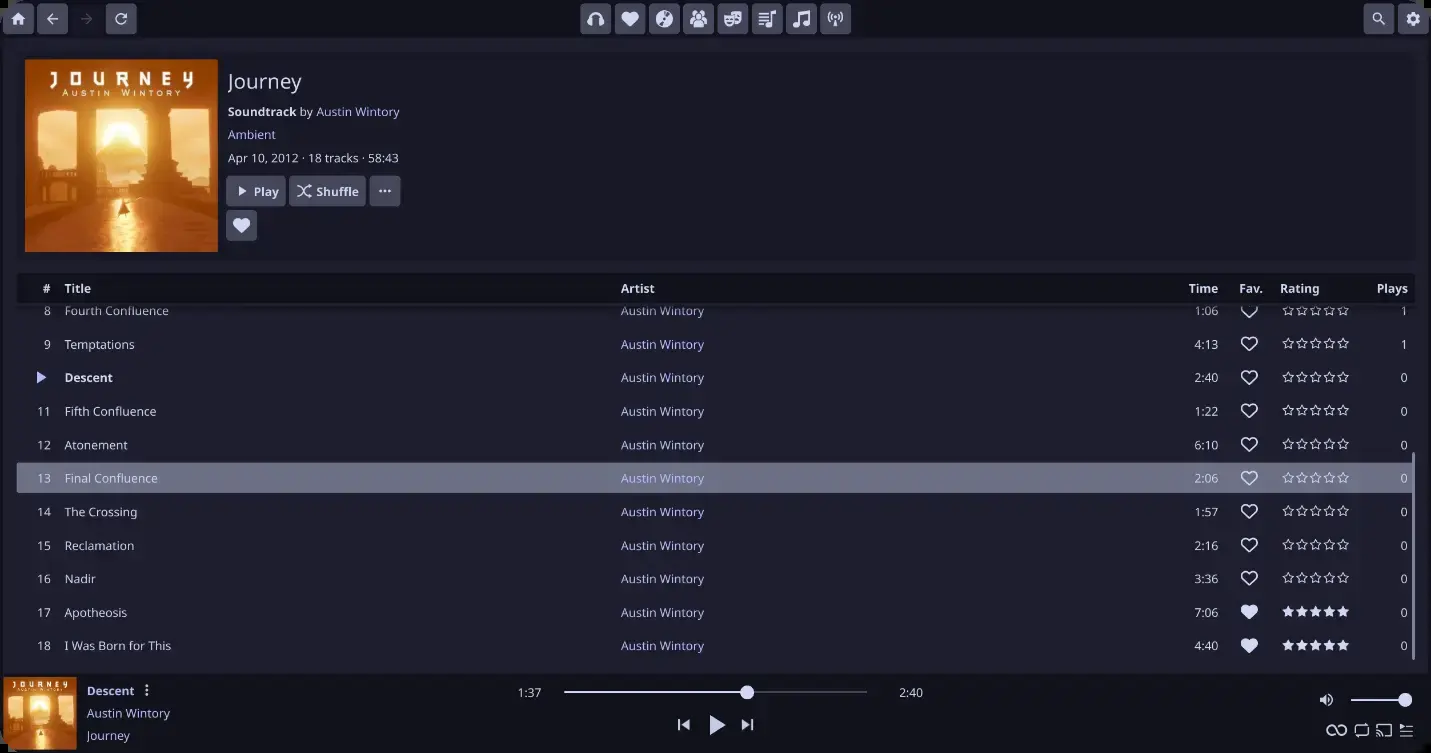 JOURNEY
AUSTIN WINTORY
Journey
Soundtrack by Austin Wintory
Ambient
Apr 10, 2012 · 18 tracks · 58:43
Play Shuffle
# Title Artist Time Fav. Rating Plays
8 Fourth Confluence Austin Wintory 1:06 1
9 Temptations Austin Wintory 4:13 1
Descent Austin Wintory 2:40 0
11 Fifth Confluence Austin Wintory 1:22 0
12 Atonement Austin Wintory 6:10 0
13 Final Confluence Austin Wintory 2:06 0
14 The Crossing Austin Wintory 1:57 0
15 Reclamation Austin Wintory 2:16 0
16 Nadir Austin Wintory 3:36 0
17 Apotheosis Austin Wintory 7:06 0
18 I Was Born for This Austin Wintory 4:40 0
JOURNEY
AUSTIN WINTORY
Descent
Austin Wintory
Journey
1:37 2:40